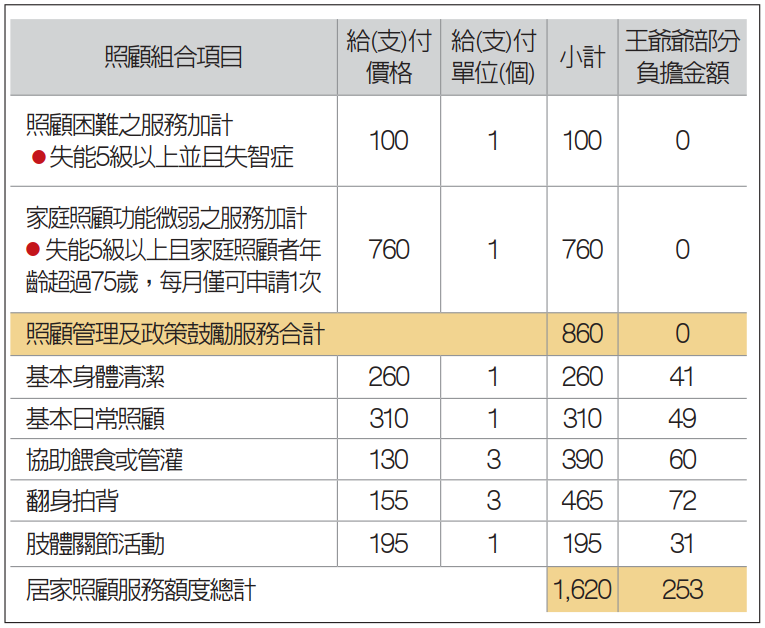 照顧組合項目 給(支)付價格 給(支)付單位(個) 小計 王爺爺部分負擔金額
照顧困難之服務加計
●失能5級以上並且失智症 100 1 100 0
家庭照顧功能微弱之服務加計
●失能5級以上且家庭照顧者年
齡超過75歲，每月僅可申請1次 760 1 760 0
照顧管理及政策鼓勵服務合計 860 0
基本身體清潔 260 1 260 41
基本日常照顧 310 1 310 49
協助餵食或管灌 130 3 390 60
翻身拍背 155 3 465 72
肢體關節活動 195 1 195 31
居家照顧服務額度總計 1,620 253